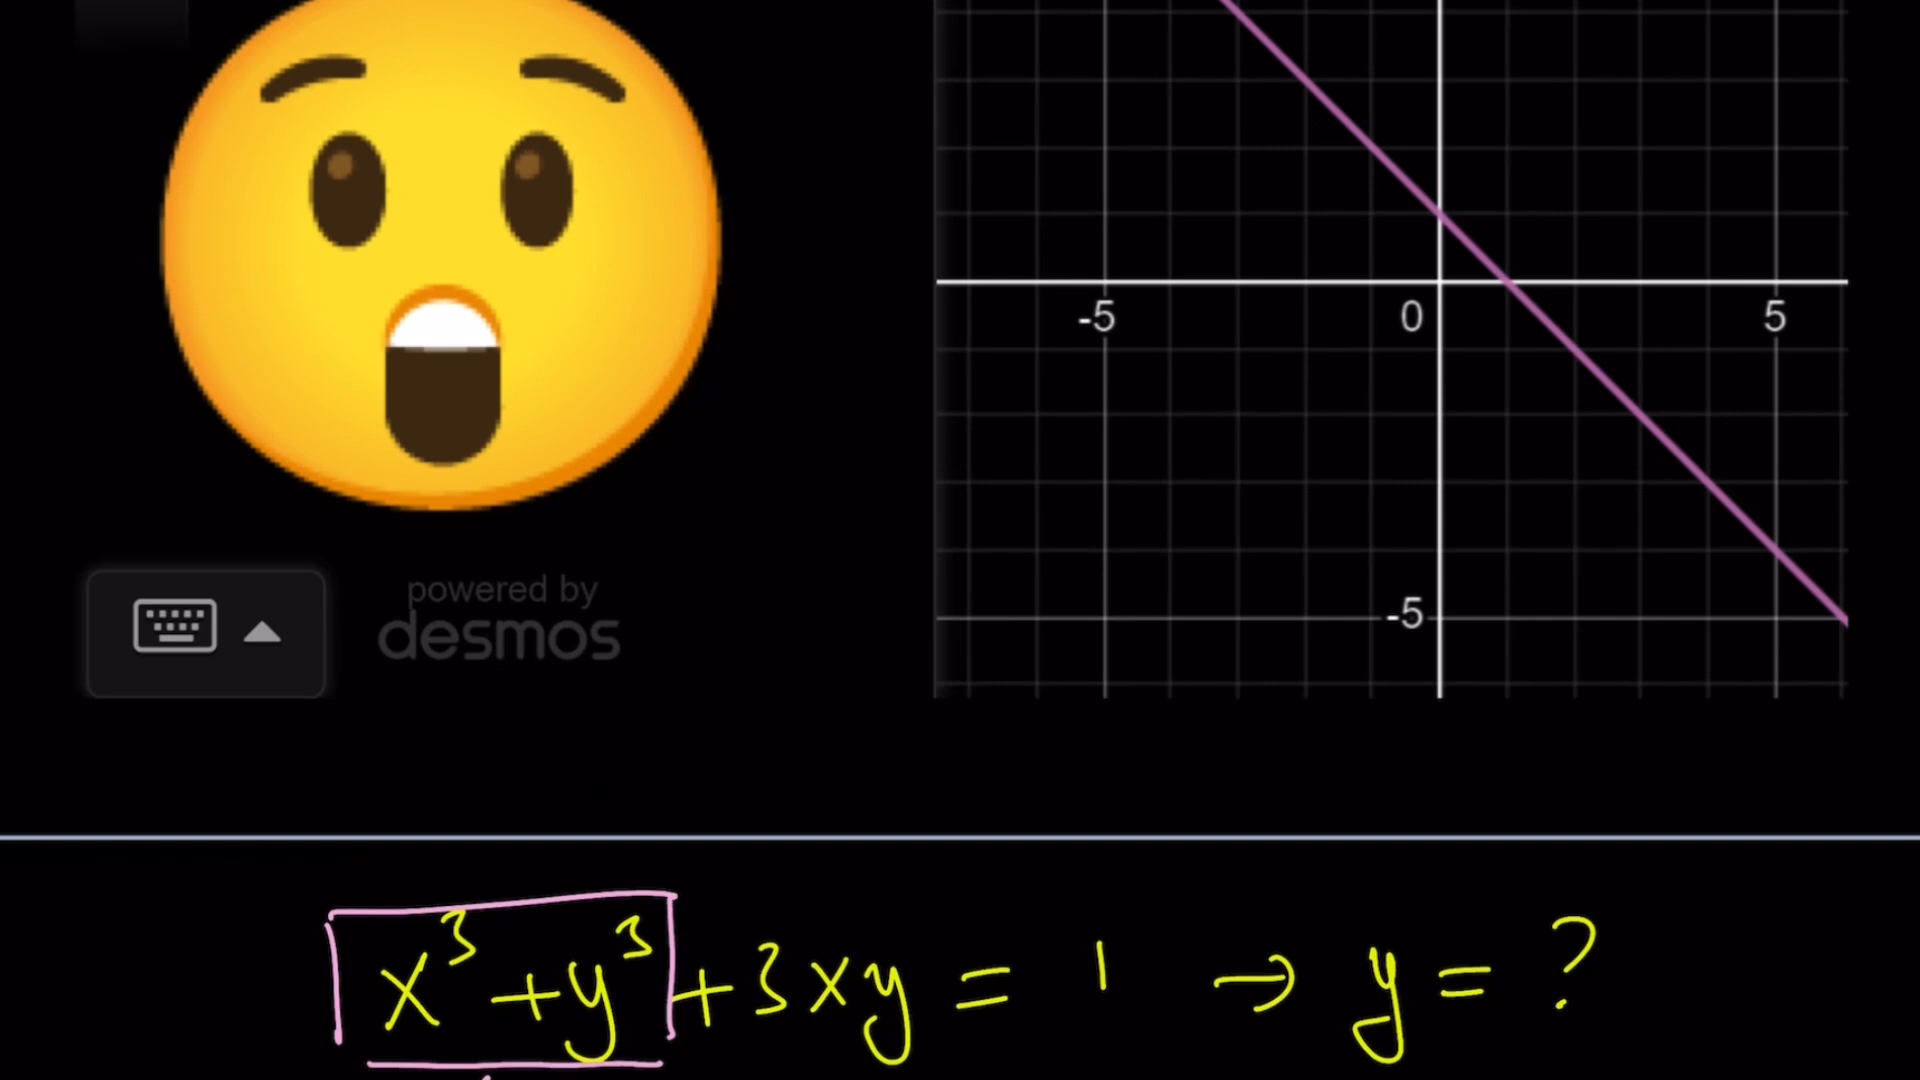 -5 0 5
powered by
desmos
-5
x³ + y³ + 3xy = 1 → y = ?